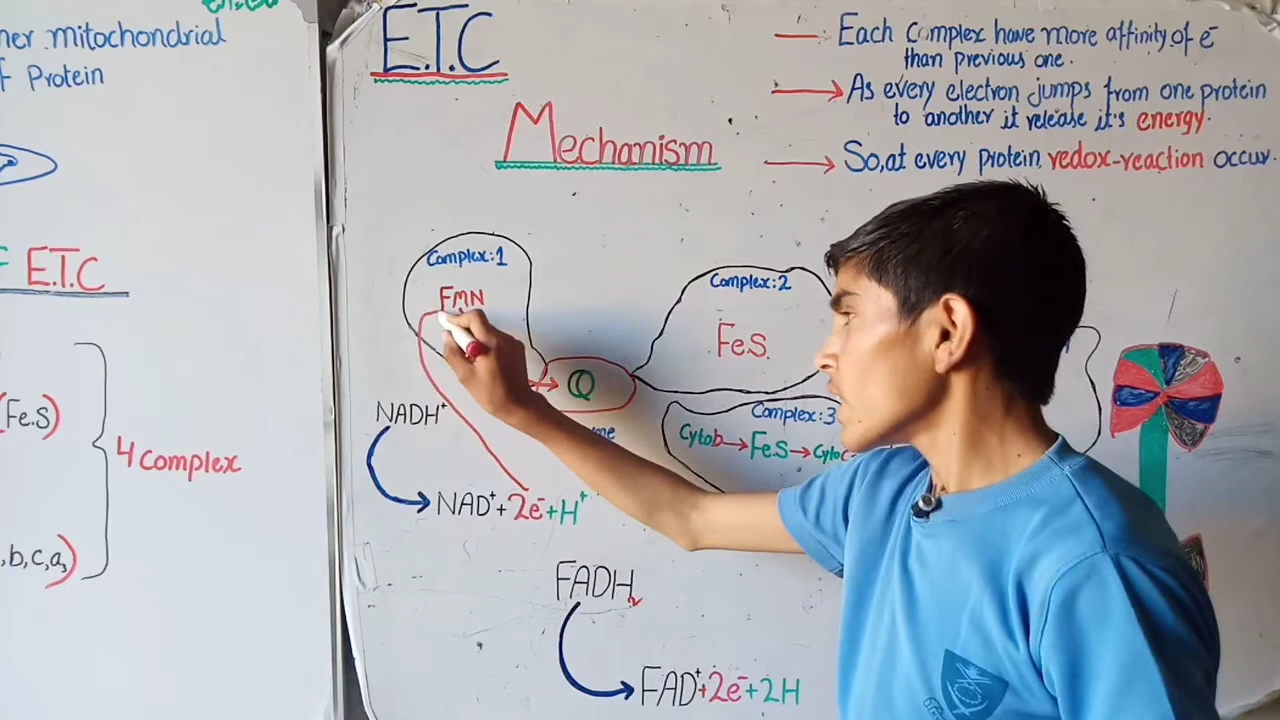 ner mitochondrial
f Protein
F E.T.C
(Fe.S)
4 complex
,b,c,a3)
E.T.C
Mechanism
— Each Complex have more affinity of e-
than previous one.
→ As every electron jumps from one protein
to another it release it's energy.
→ So, at every protein redox-reaction occur.
Complex:1
FMN
Q
Complex:2
Fe.S
Complex:3
Cytob→Fe.S→Cytoc
NADH+
NAD++2e-+H+
FADH2
FAD++2e-+2H